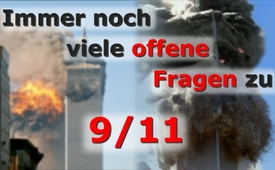 Immer noch
viele offene
Fragen zu
9/11